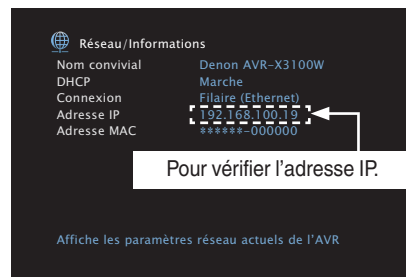 Réseau/Informations
Nom convivial Denon AVR-X3100W
DHCP Marche
Connexion Filaire (Ethernet)
Adresse IP 192.168.100.19
Adresse MAC ******-000000
Pour vérifier l'adresse IP.
Affiche les paramètres réseau actuels de l'AVR